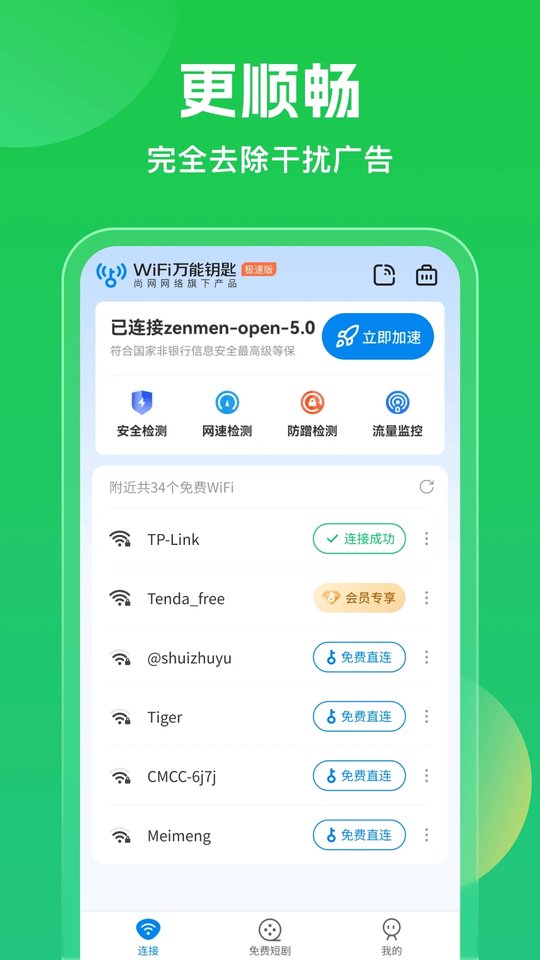 更顺畅
完全去除干扰广告
WiFi万能钥匙 极速版
尚网网络旗下产品
已连接zenmen-open-5.0
符合国家非银行信息安全最高级等保
立即加速
安全检测 网速检测 防蹭检测 流量监控
附近共34个免费WiFi
TP-Link 连接成功
Tenda_free 会员专享
@shuizhuyu 免费直连
Tiger 免费直连
CMCC-6j7j 免费直连
Meimeng 免费直连
连接 免费短剧 我的